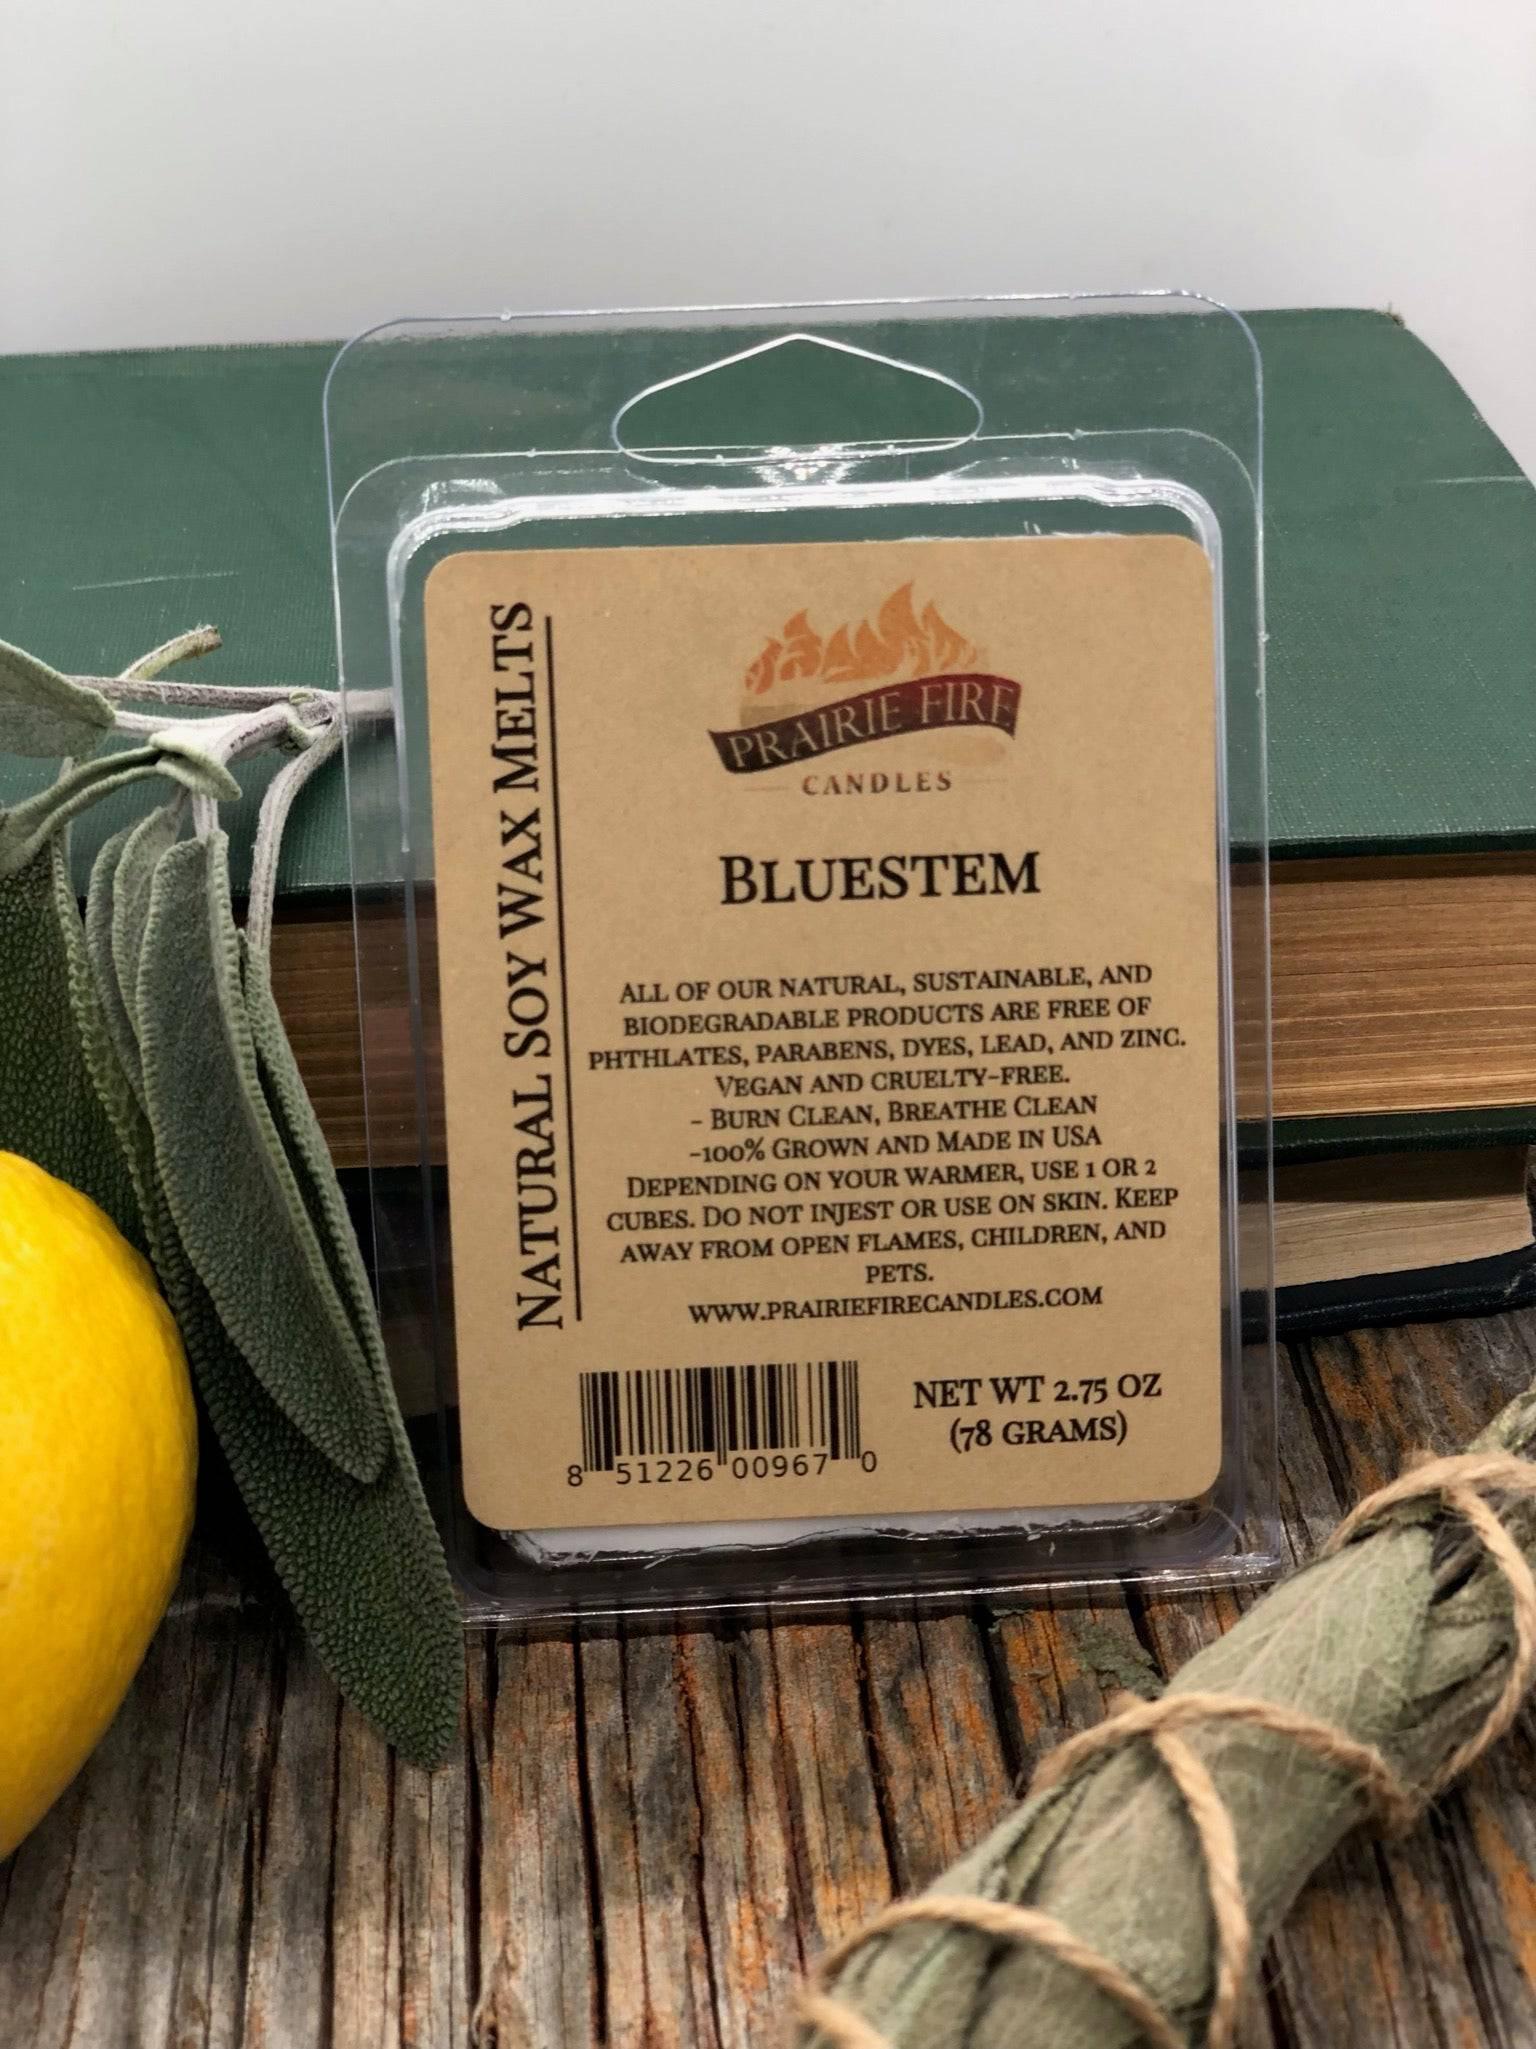 NATURAL SOY WAX MELTS
PRAIRIE FIRE
CANDLES
BLUESTEM
ALL OF OUR NATURAL, SUSTAINABLE, AND
BIODEGRADABLE PRODUCTS ARE FREE OF
PHTHLATES, PARABENS, DYES, LEAD, AND ZINC.
VEGAN AND CRUELTY-FREE.
- BURN CLEAN, BREATHE CLEAN
-100% GROWN AND MADE IN USA
DEPENDING ON YOUR WARMER, USE 1 OR 2
CUBES. DO NOT INJEST OR USE ON SKIN. KEEP
AWAY FROM OPEN FLAMES, CHILDREN, AND
PETS.
WWW.PRAIRIEFIRECANDLES.COM
8 51226 00967 0
NET WT 2.75 OZ
(78 GRAMS)